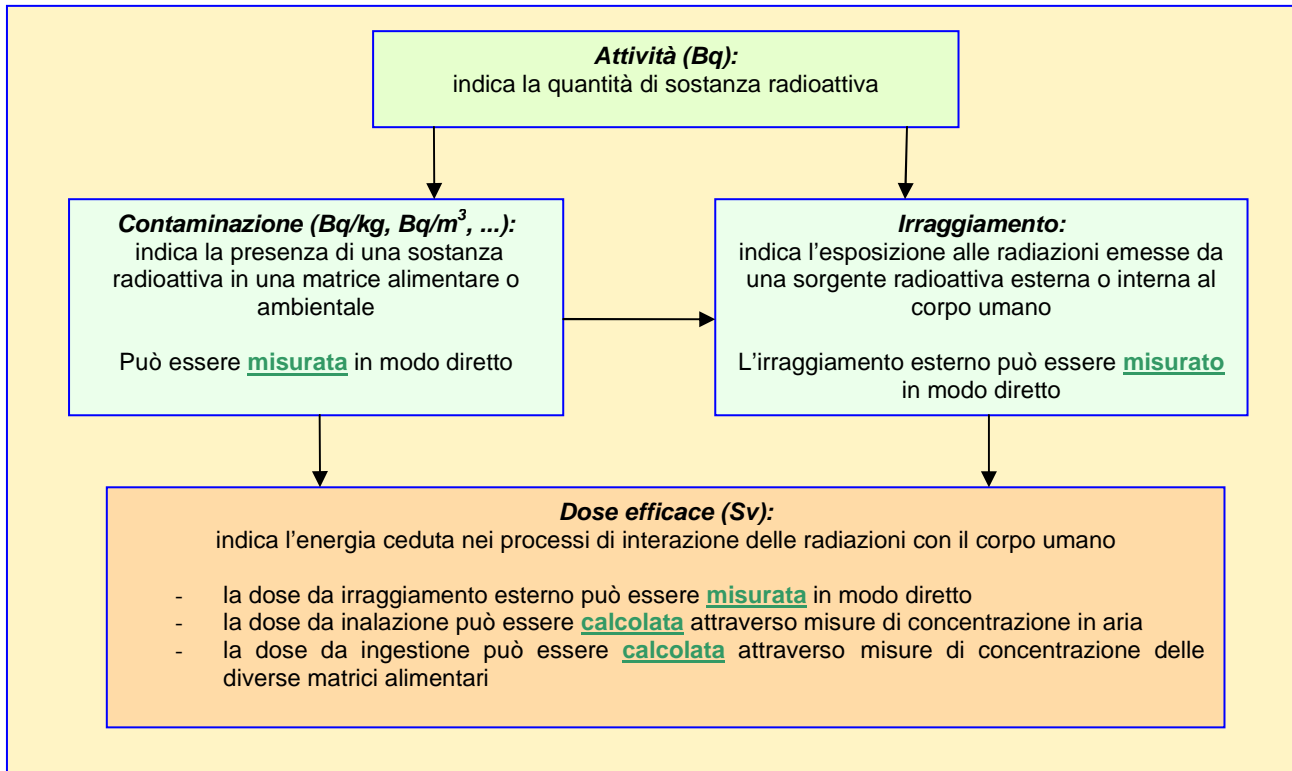 Attività (Bq):
indica la quantità di sostanza radioattiva
Contaminazione (Bq/kg, Bq/m³, ...):
indica la presenza di una sostanza
radioattiva in una matrice alimentare o
ambientale
Può essere misurata in modo diretto
Irraggiamento:
indica l’esposizione alle radiazioni emesse da
una sorgente radioattiva esterna o interna al
corpo umano
L’irraggiamento esterno può essere misurato
in modo diretto
Dose efficace (Sv):
indica l’energia ceduta nei processi di interazione delle radiazioni con il corpo umano
- la dose da irraggiamento esterno può essere misurata in modo diretto
- la dose da inalazione può essere calcolata attraverso misure di concentrazione in aria
- la dose da ingestione può essere calcolata attraverso misure di concentrazione delle
diverse matrici alimentari